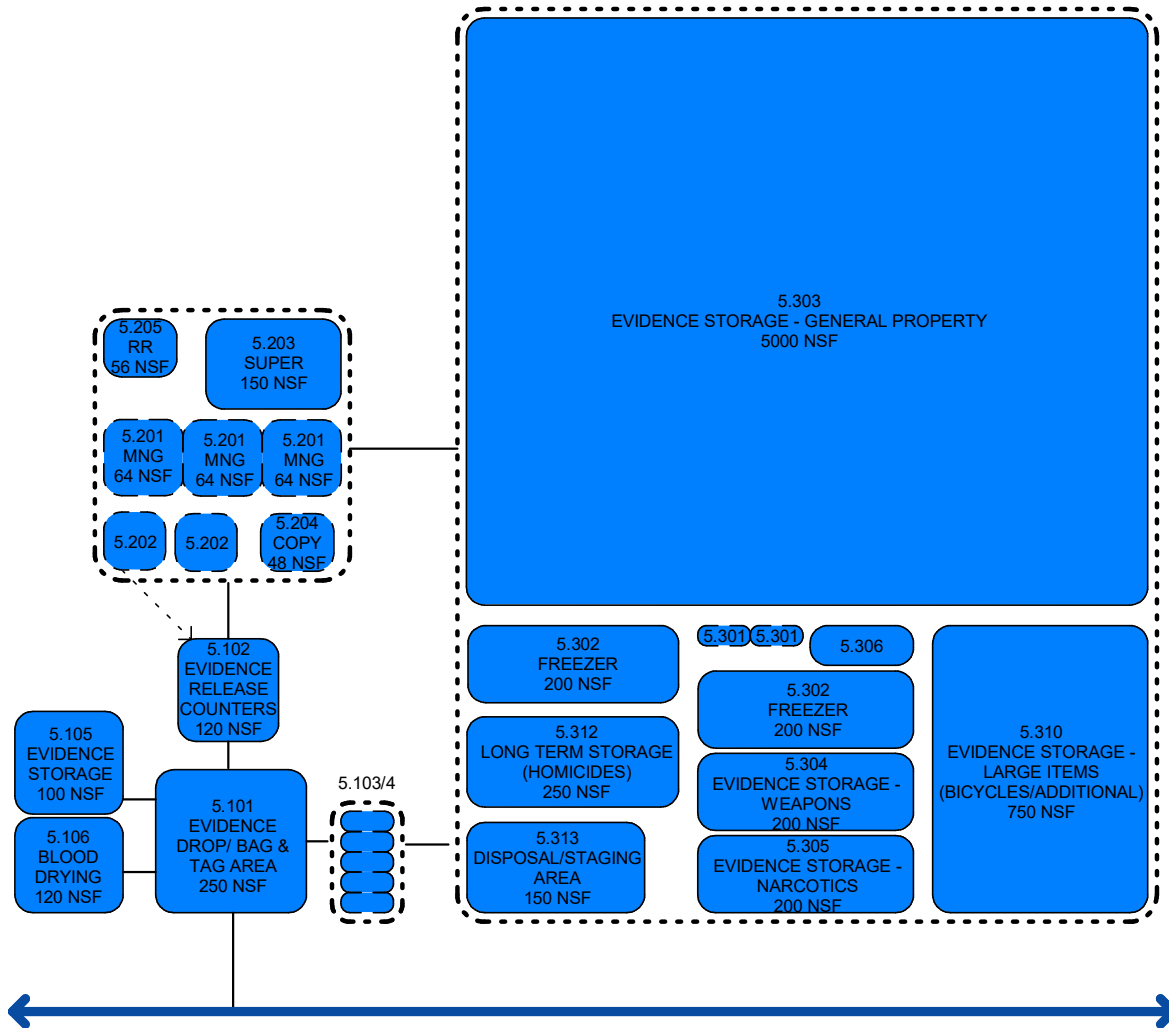 5.303
EVIDENCE STORAGE - GENERAL PROPERTY
5000 NSF
5.205
RR
56 NSF
5.203
SUPER
150 NSF
5.201
MNG
64 NSF
5.201
MNG
64 NSF
5.201
MNG
64 NSF
5.202
5.202
5.204
COPY
48 NSF
5.102
EVIDENCE
RELEASE
COUNTERS
120 NSF
5.105
EVIDENCE
STORAGE
100 NSF
5.106
BLOOD
DRYING
120 NSF
5.101
EVIDENCE
DROP/ BAG &
TAG AREA
250 NSF
5.103/4
5.302
FREEZER
200 NSF
5.312
LONG TERM STORAGE
(HOMICIDES)
250 NSF
5.313
DISPOSAL/STAGING
AREA
150 NSF
5.301
5.301
5.306
5.302
FREEZER
200 NSF
5.304
EVIDENCE STORAGE -
WEAPONS
200 NSF
5.305
EVIDENCE STORAGE -
NARCOTICS
200 NSF
5.310
EVIDENCE STORAGE -
LARGE ITEMS
(BICYCLES/ADDITIONAL)
750 NSF